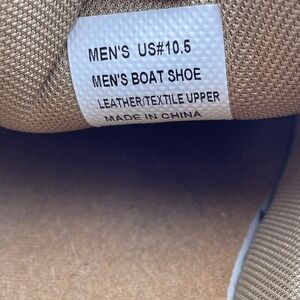 MEN'S US#10.5
MEN'S BOAT SHOE
LEATHER/TEXTILE UPPER
MADE IN CHINA